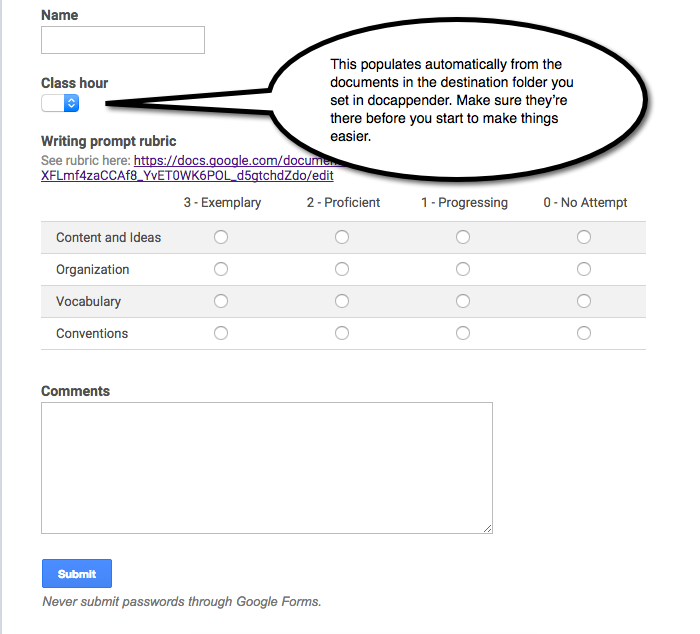 Name
This populates automatically from the
documents in the destination folder you
set in docappender. Make sure they're
there before you start to make things
easier.
Class hour
Writing prompt rubric
See rubric here: https://docs.google.com/documen
XFLmf4zaCCAf8_YvET0WK6POL_d5gtchdZdo/edit
3 - Exemplary 2 - Proficient 1 - Progressing 0 - No Attempt
Content and Ideas
Organization
Vocabulary
Conventions
Comments
Submit
Never submit passwords through Google Forms.